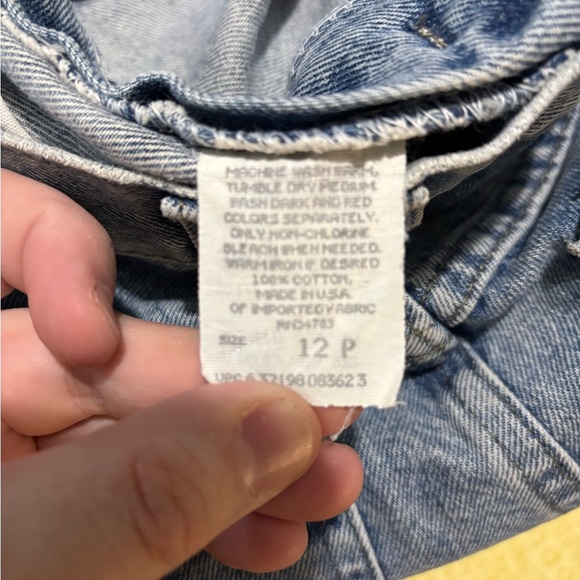 MACHINE WASH WARM,
TUMBLE DRY MEDIUM.
WASH DARK AND RED
COLORS SEPARATELY.
ONLY NON-CHLORINE
BLEACH WHEN NEEDED.
WARM IRON IF DESIRED
100% COTTON.
MADE IN U.S.A.
OF IMPORTED FABRIC
SIZE 12 P
UPC 6 37198 08362 3